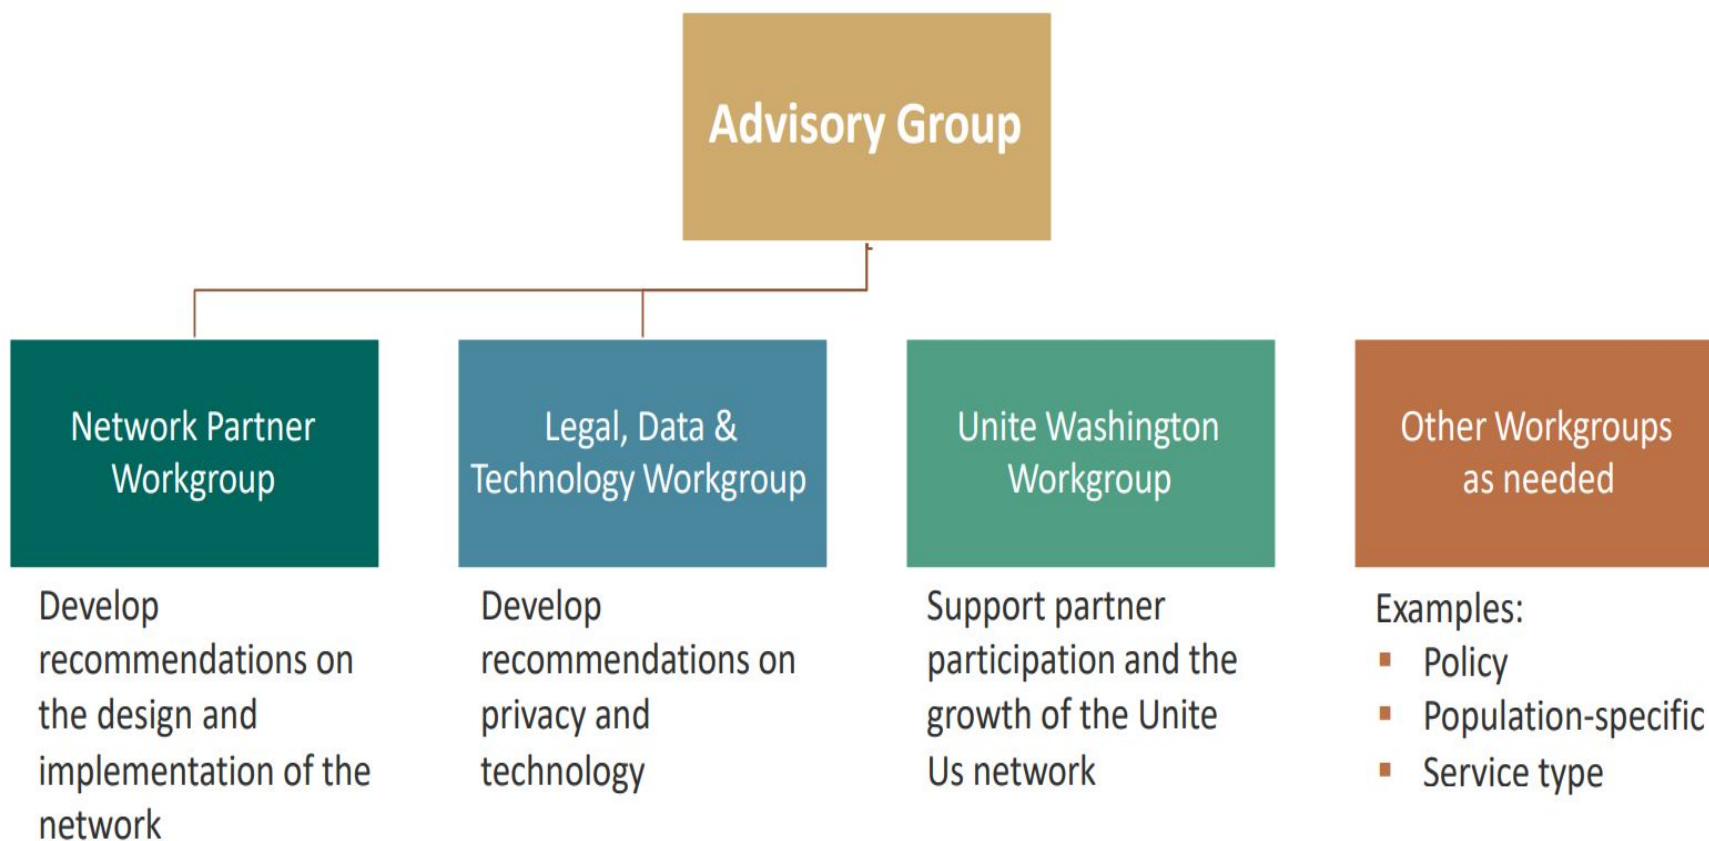 Advisory Group
Network Partner
Workgroup
Legal, Data &
Technology Workgroup
Unite Washington
Workgroup
Other Workgroups
as needed
Develop
recommendations on
the design and
implementation of the
network
Develop
recommendations on
privacy and
technology
Support partner
participation and the
growth of the Unite
Us network
Examples:
▪ Policy
▪ Population-specific
▪ Service type